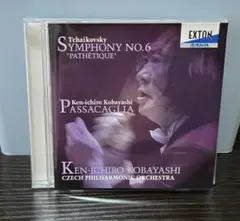 Tchaikovsky
SYMPHONY NO.6
"PATHÉTIQUE"
EXTON
Ken-ichiro Kobayashi
PASSACAGLIA
KEN-ICHIRO KOBAYASHI
CZECH PHILHARMONIC ORCHESTRA